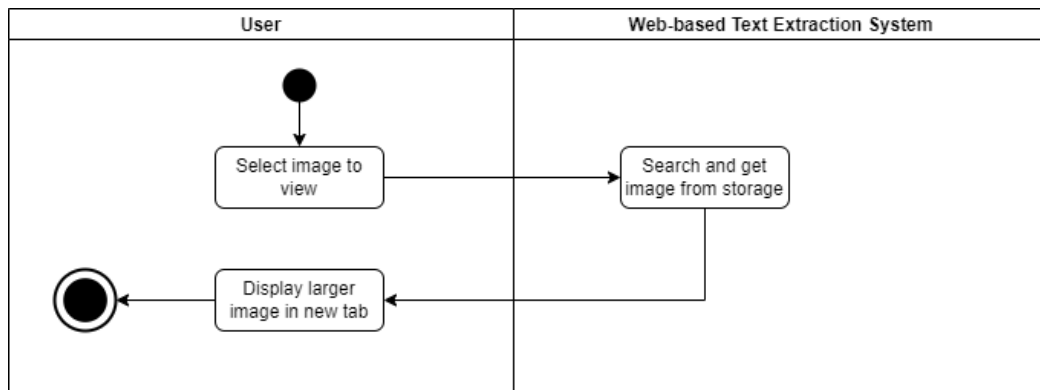 User
Web-based Text Extraction System
Select image to
view
Search and get
image from storage
Display larger
image in new tab